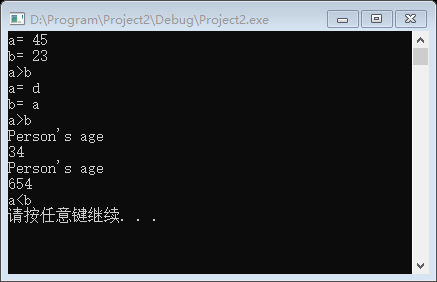 D:\Program\Project2\Debug\Project2.exe
a= 45
b= 23
a>b
a= d
b= a
a>b
Person's age
34
Person's age
654
a<b
请按任意键继续. . .